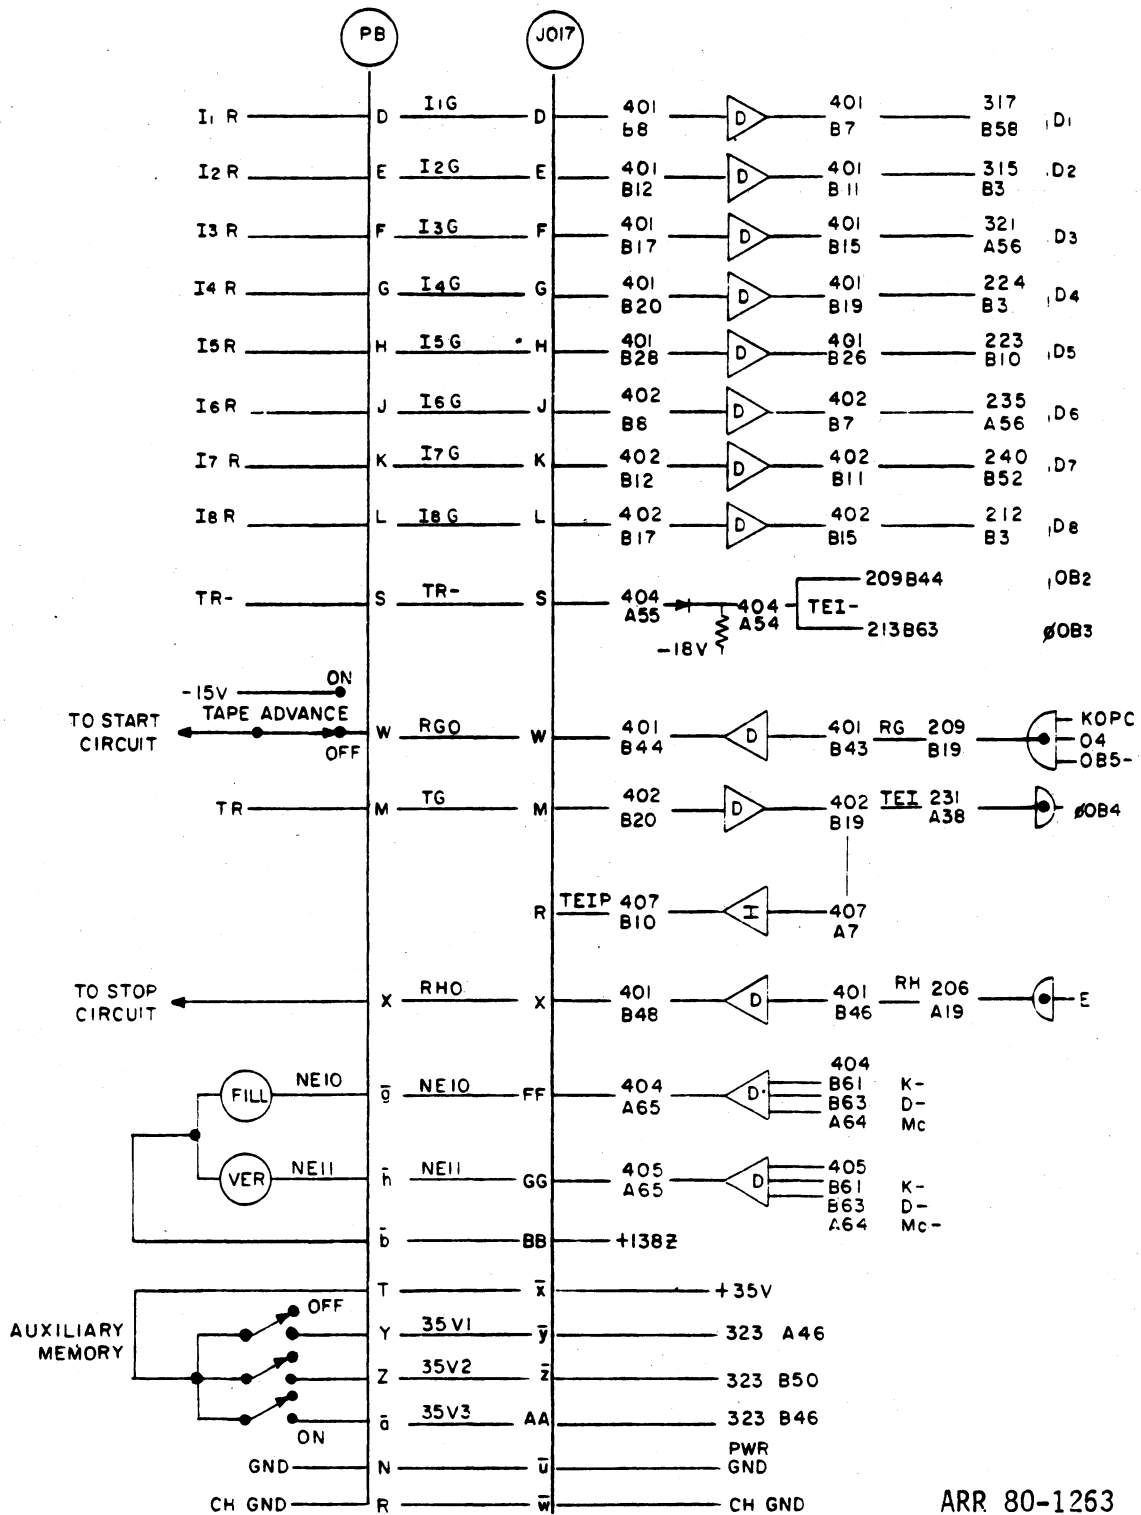 PB JO17
I1 R D I1G D 401 D 401 317 D1
b8 B7 B58
I2 R E I2G E 401 D 401 315 D2
B12 B11 B3
I3 R F I3G F 401 D 401 321 D3
B17 B15 A56
I4 R G I4G G 401 D 401 224 D4
B20 B19 B3
I5R H I5G H 401 D 401 223 D5
B28 B26 B10
I6R J I6G J 402 D 402 235 D6
B8 B7 A56
I7 R K I7G K 402 D 402 240 D7
B12 B11 B52
I8R L I8G L 402 D 402 212 D8
B17 B15 B3
209B44 OB2
TR- S TR- S 404 404 TEI-
A55 A54
213B63 ØOB3
-18V
ON
-15V
TAPE ADVANCE
TO START W RGO W 401 D 401 RG 209 KOPC
CIRCUIT B44 B43 B19 O4
OFF OB5-
TR M TG M 402 D 402 TEI 231 ØOB4
B20 B19 A38
R TEIP 407 I 407
B10 A7
TO STOP X RHO X 401 D 401 RH 206 E
CIRCUIT B48 B46 A19
404
FILL NE10 g NE10 FF 404 D B61 K-
A65 B63 D-
A64 Mc
VER NE11 h NE11 GG 405 D 405
A65 B61 K-
B63 D-
A64 Mc-
b BB +138Z
T x +35V
OFF
AUXILIARY Y 35V1 y 323 A46
MEMORY
Z 35V2 z 323 B50
a 35V3 AA 323 B46
ON
PWR
GND N u GND
CH GND R w CH GND
ARR 80-1263